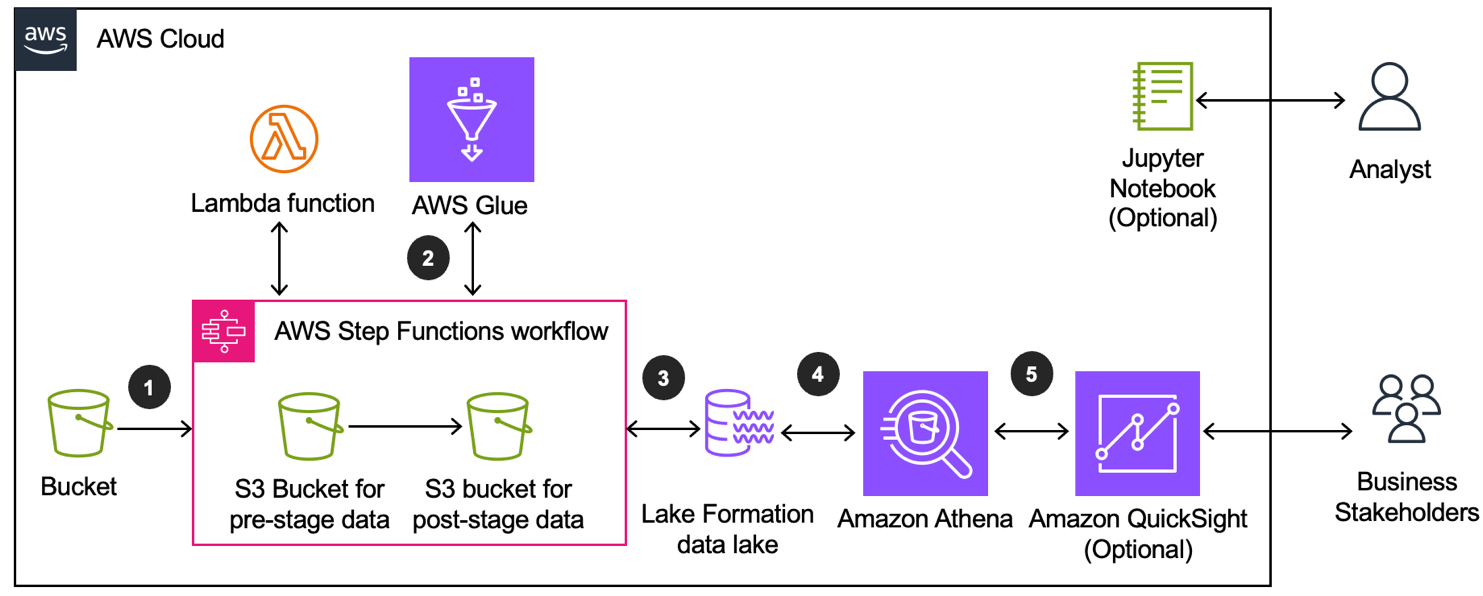 aws
AWS Cloud
Lambda function
AWS Glue
Jupyter
Notebook
(Optional)
Analyst
2
AWS Step Functions workflow
1
3
4
5
Bucket
S3 Bucket for
pre-stage data
S3 bucket for
post-stage data
Lake Formation
data lake
Amazon Athena
Amazon QuickSight
(Optional)
Business
Stakeholders